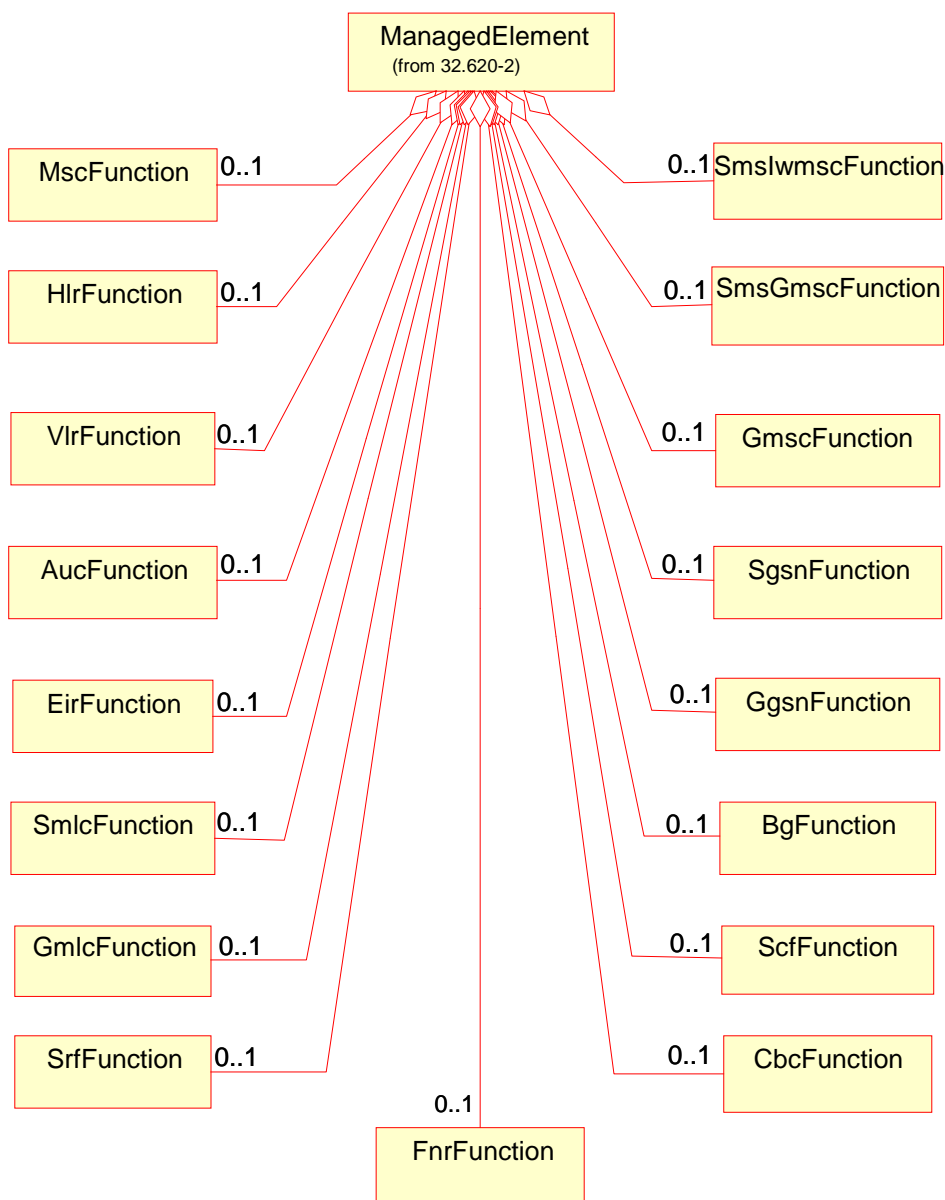 ManagedElement
(from 32.620-2)
MscFunction
0..1
0..1
SmsIwmscFunction
HlrFunction
0..1
0..1
SmsGmscFunction
VlrFunction
0..1
0..1
GmscFunction
AucFunction
0..1
0..1
SgsnFunction
EirFunction
0..1
0..1
GgsnFunction
SmlcFunction
0..1
0..1
BgFunction
GmlcFunction
0..1
0..1
ScfFunction
SrfFunction
0..1
0..1
CbcFunction
0..1
FnrFunction